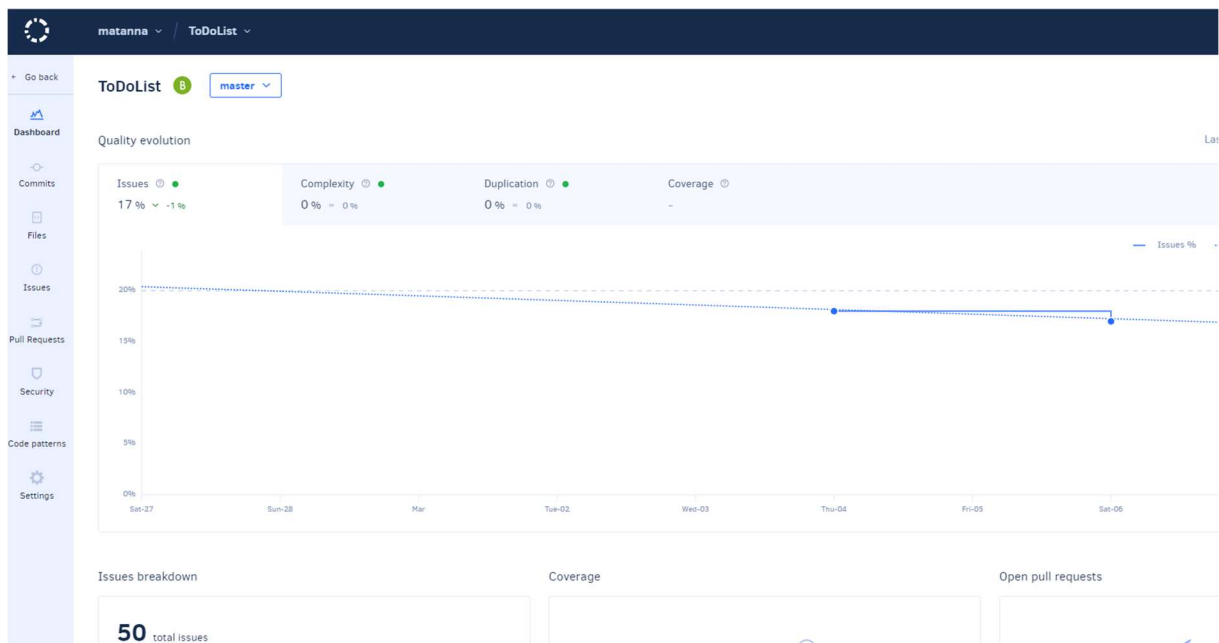 matanna / ToDoList
← Go back
ToDoList B master
Dashboard
Quality evolution
Las
Commits
Issues Complexity Duplication Coverage
17% -1% 0% = 0% 0% = 0% -
Files
Issues % 
Issues
20%
Pull Requests
15%
Security
10%
Code patterns
5%
Settings
0%
Sat-27 Sun-28 Mar Tue-02 Wed-03 Thu-04 Fri-05 Sat-06
Issues breakdown Coverage Open pull requests
50 total issues